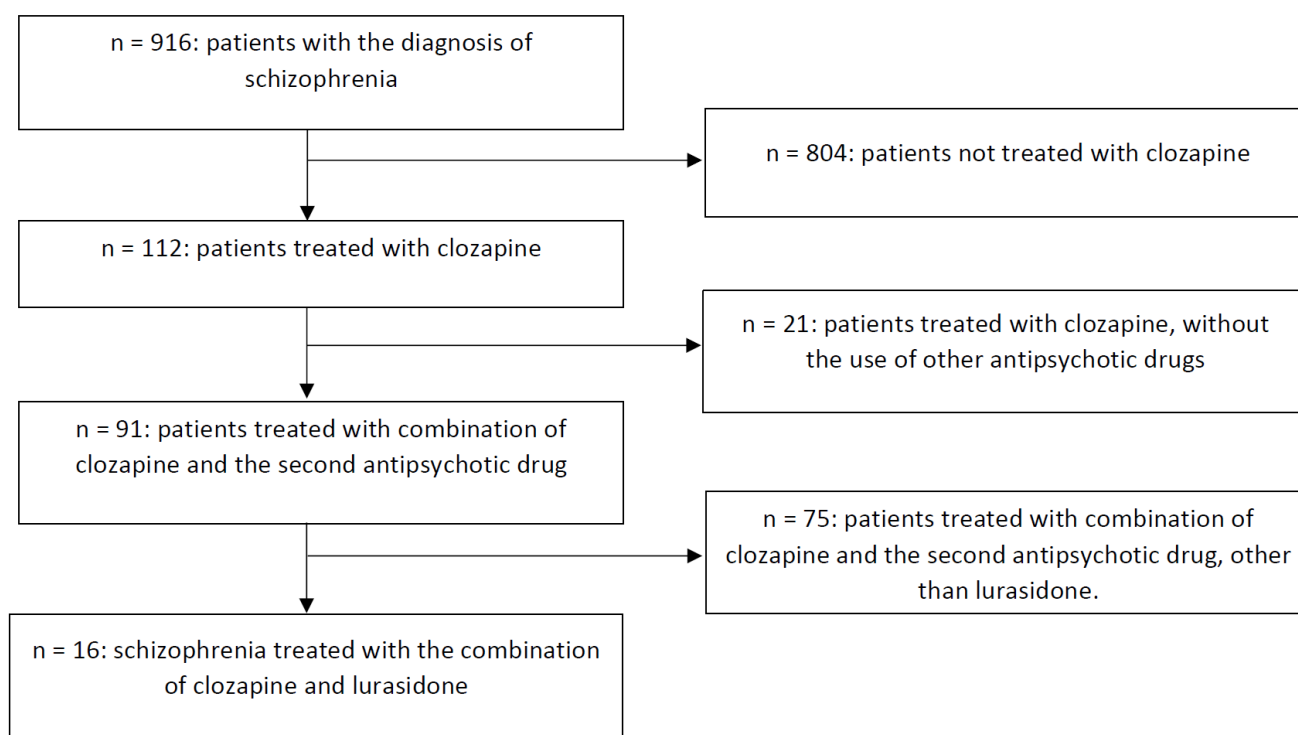 n = 916: patients with the diagnosis of
schizophrenia
n = 804: patients not treated with clozapine
n = 112: patients treated with clozapine
n = 21: patients treated with clozapine, without
the use of other antipsychotic drugs
n = 91: patients treated with combination of
clozapine and the second antipsychotic drug
n = 75: patients treated with combination of
clozapine and the second antipsychotic drug, other
than lurasidone.
n = 16: schizophrenia treated with the combination
of clozapine and lurasidone